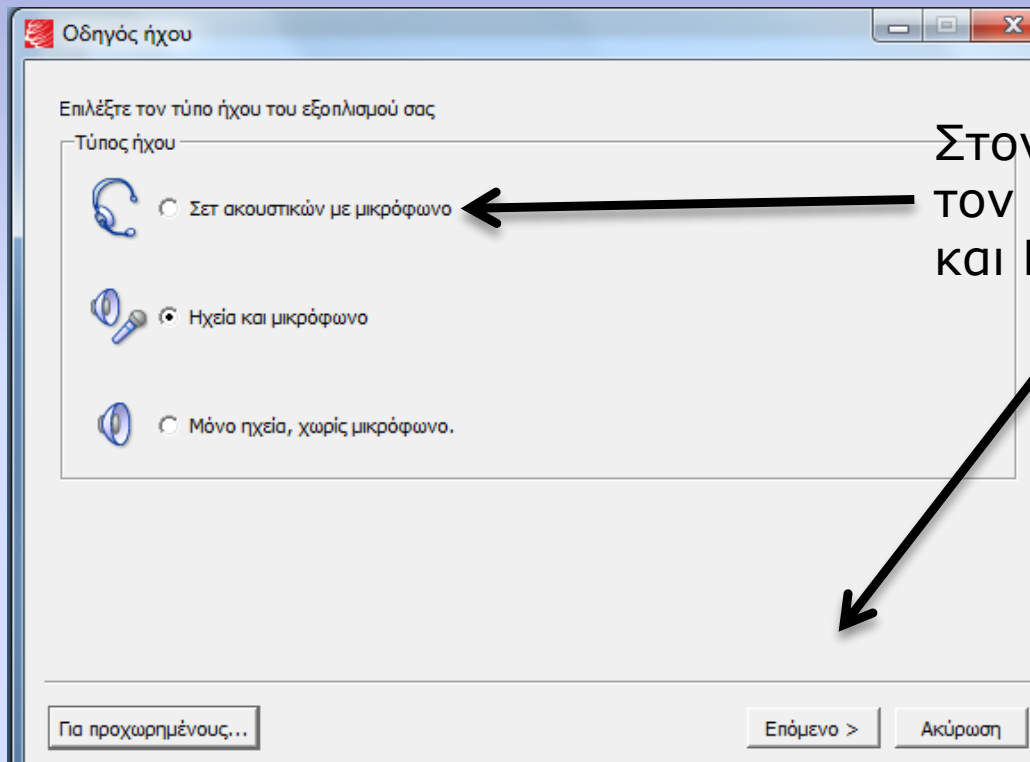 Οδηγός ήχου
Επιλέξτε τον τύπο ήχου του εξοπλισμού σας
Τύπος ήχου
Σετ ακουστικών με μικρόφωνο
Ηχεία και μικρόφωνο
Μόνο ηχεία, χωρίς μικρόφωνο.
Στον
τον
και
Για προχωρημένους...
Επόμενο >
Ακύρωση